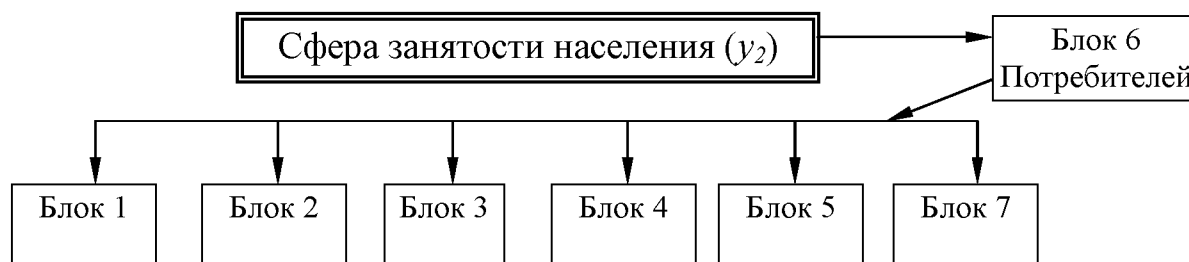 Сфера занятости населения (y₂)
Блок 6
Потребителей
Блок 1
Блок 2
Блок 3
Блок 4
Блок 5
Блок 7